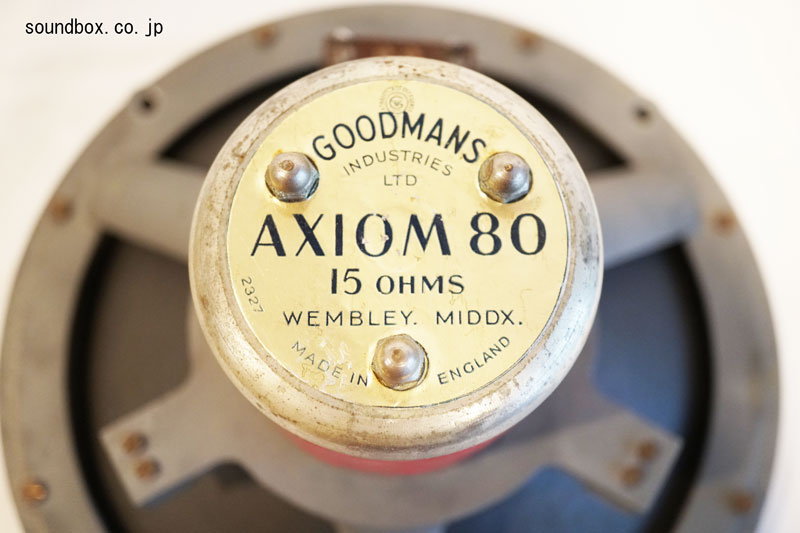 soundbox.co.jp
GOODMANS
INDUSTRIES
LTD
AXIOM 80
15 OHMS
2327
WEMBLEY. MIDDX.
MADE IN ENGLAND